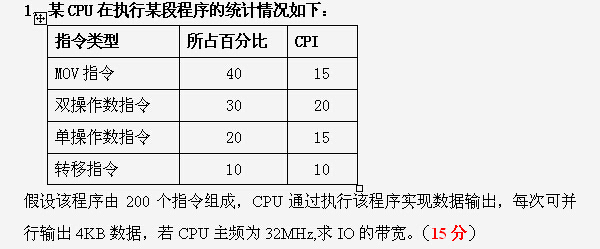 1、某 CPU 在执行某段程序的统计情况如下：
指令类型 所占百分比 CPI
MOV 指令 40 15
双操作数指令 30 20
单操作数指令 20 15
转移指令 10 10
假设该程序由 200 个指令组成，CPU 通过执行该程序实现数据输出，每次可并
行输出 4KB 数据，若 CPU 主频为 32MHz,求 IO 的带宽。（15 分）